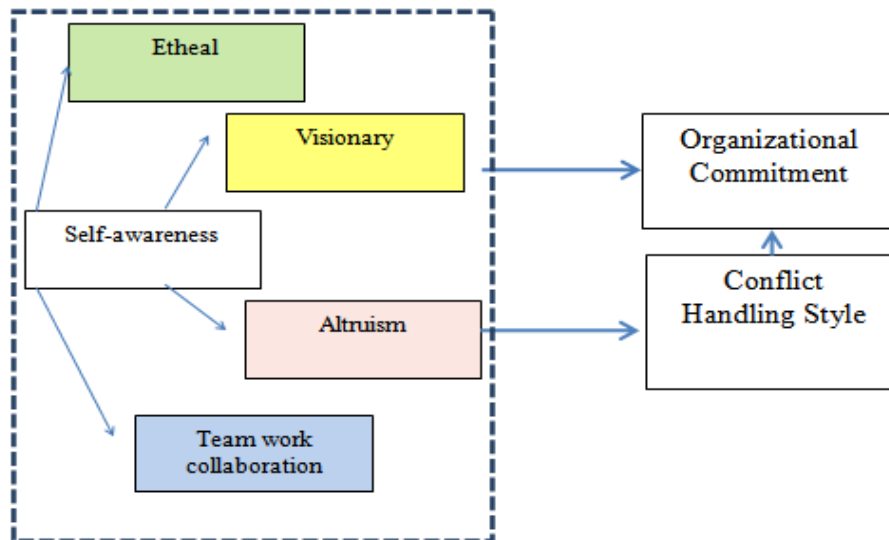 Etheal
Visionary
Organizational
Commitment
Self-awareness
Conflict
Handling Style
Altruism
Team work
collaboration